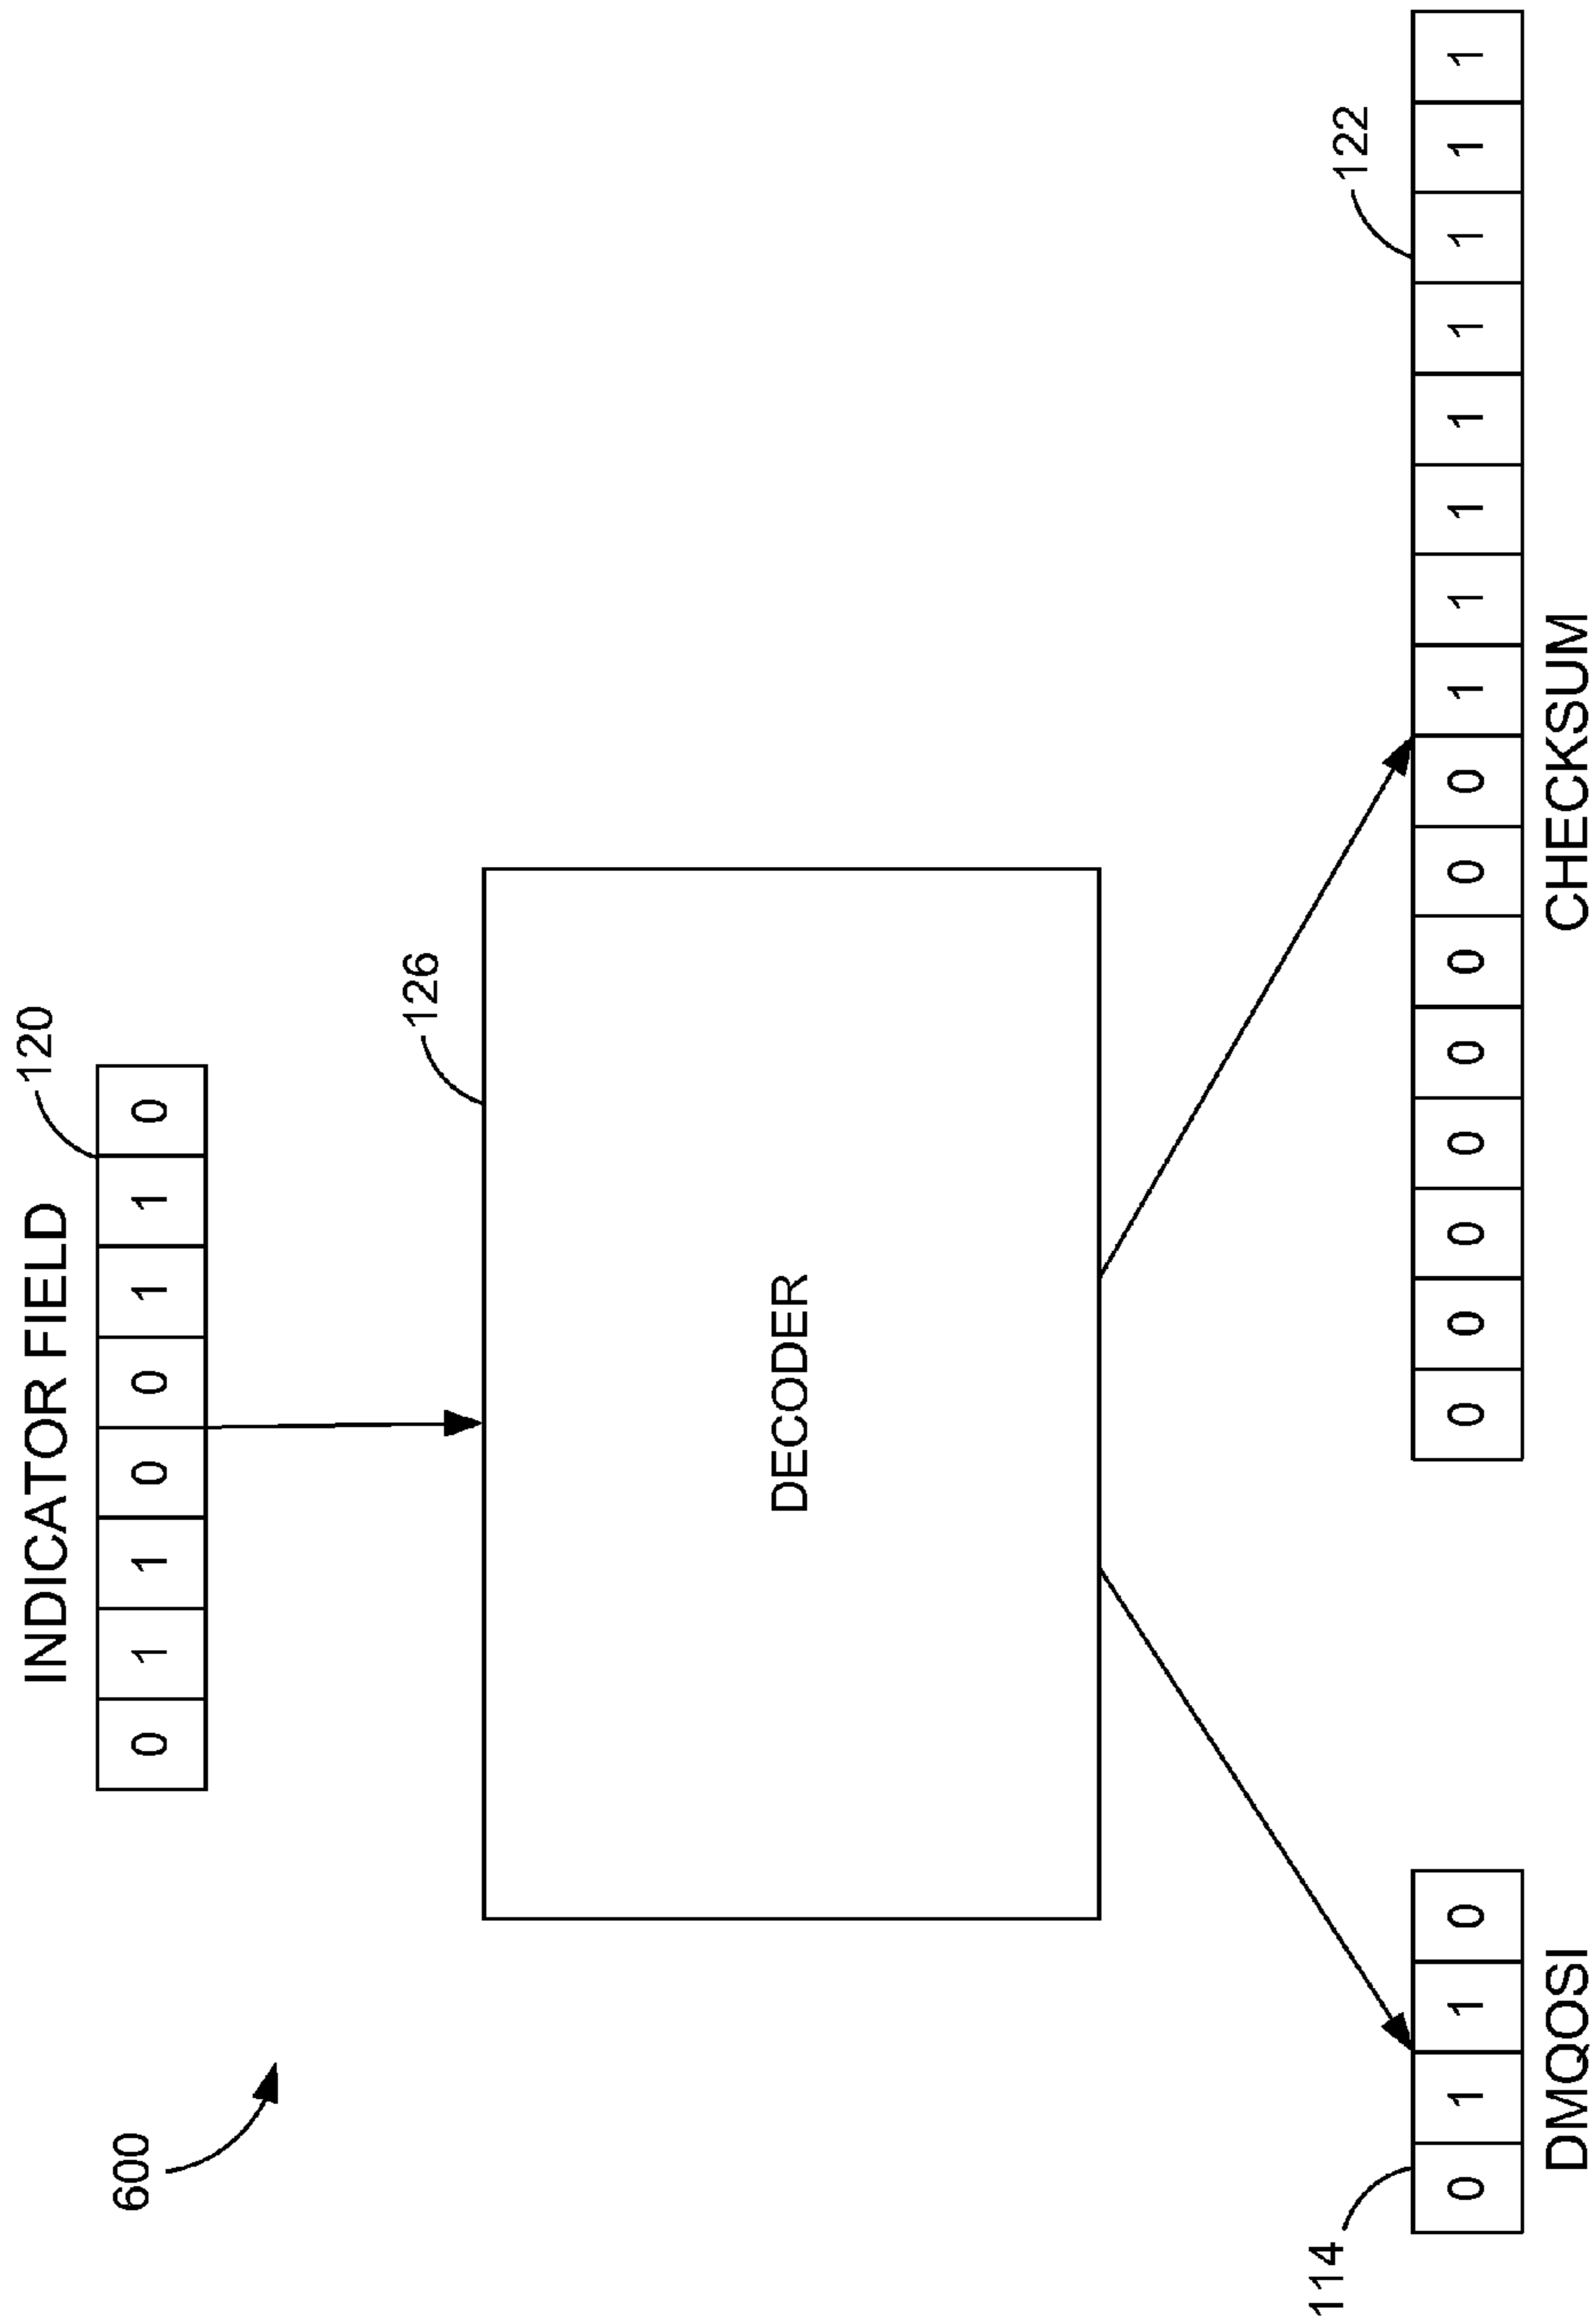 600
INDICATOR FIELD
120
0 1 1 0 0 1 1 0
126
DECODER
114
0 1 1 0
DMQOSI
122
0 0 0 0 0 0 0 0 1 1 1 1 1 1 1 1
CHECKSUM